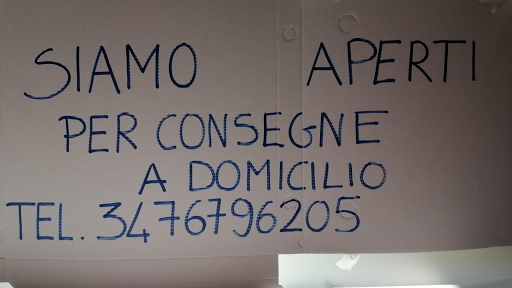 SIAMO APERTI
PER CONSEGNE
A DOMICILIO
TEL. 3476796205